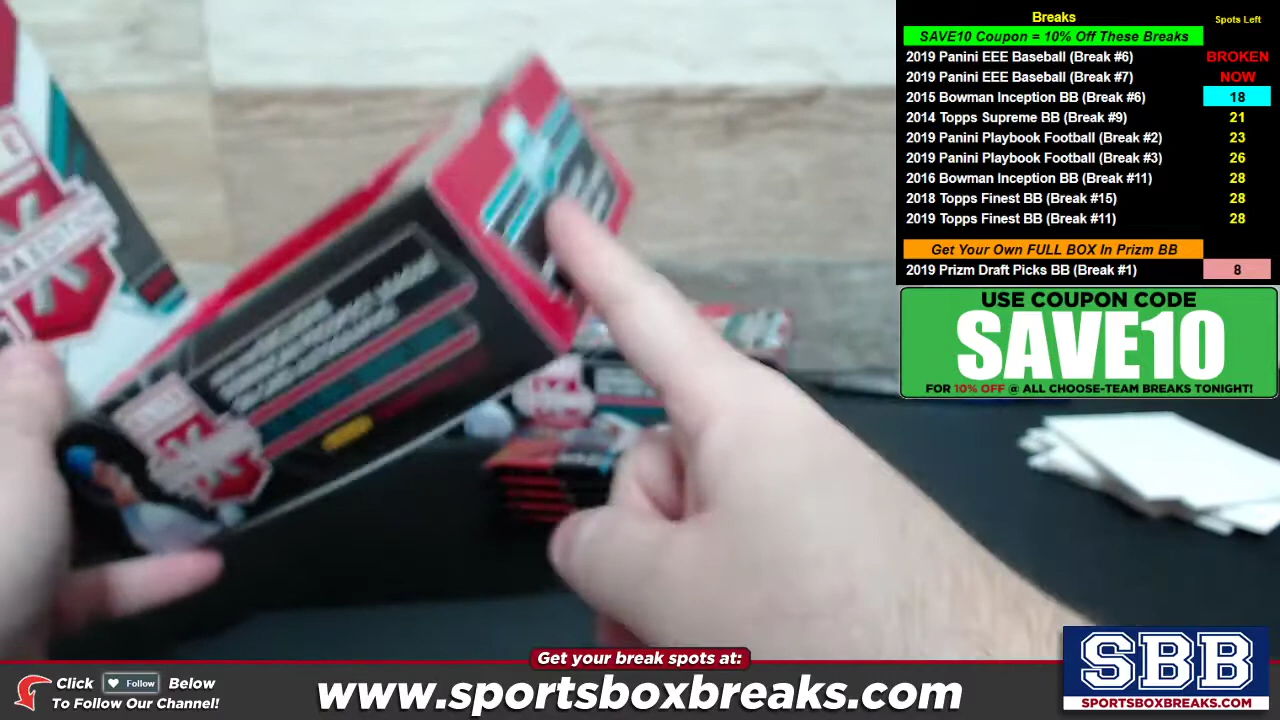 Breaks
Spots Left
SAVE10 Coupon = 10% Off These Breaks
2019 Panini EEE Baseball (Break #6) BROKEN
2019 Panini EEE Baseball (Break #7) NOW
2015 Bowman Inception BB (Break #6) 18
2014 Topps Supreme BB (Break #9) 21
2019 Panini Playbook Football (Break #2) 23
2019 Panini Playbook Football (Break #3) 26
2016 Bowman Inception BB (Break #11) 28
2018 Topps Finest BB (Break #15) 28
2019 Topps Finest BB (Break #11) 28
Get Your Own FULL BOX In Prizm BB
2019 Prizm Draft Picks BB (Break #1) 8
USE COUPON CODE
SAVE10
FOR 10% OFF @ ALL CHOOSE-TEAM BREAKS TONIGHT!
Get your break spots at:
Click Follow Below
To Follow Our Channel!
www.sportsboxbreaks.com
SBB
SPORTSBOXBREAKS.COM